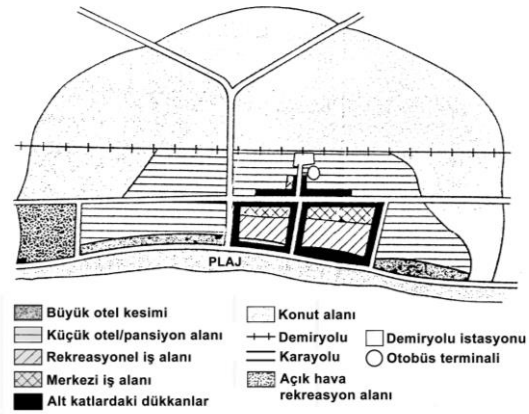 PLAJ
Büyük otel kesimi
Küçük otel/pansiyon alanı
Rekreasyonel iş alanı
Merkezi iş alanı
Alt katlardaki dükkanlar
Konut alanı
Demiryolu
Karayolu
Açık hava
rekreasyon alanı
Demiryolu istasyonu
Otobüs terminali